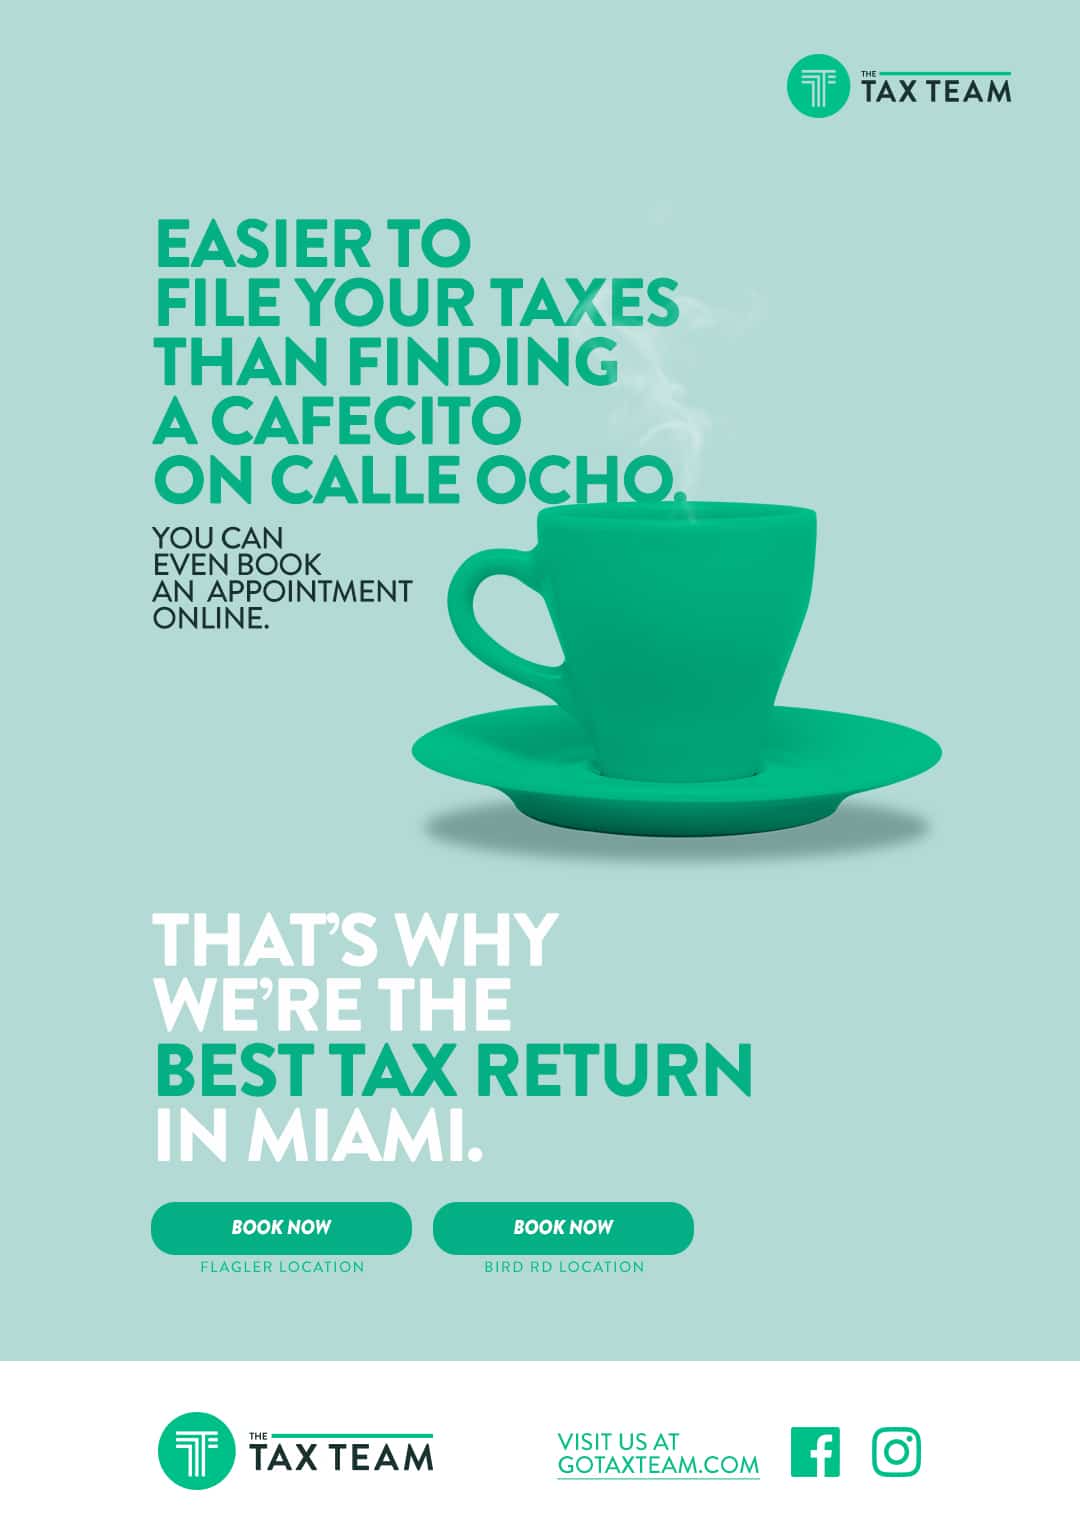 THE
TAX TEAM
EASIER TO
FILE YOUR TAXES
THAN FINDING
A CAFECITO
ON CALLE OCHO.
YOU CAN
EVEN BOOK
AN APPOINTMENT
ONLINE.
THAT'S WHY
WE'RE THE
BEST TAX RETURN
IN MIAMI.
BOOK NOW
FLAGLER LOCATION
BOOK NOW
BIRD RD LOCATION
THE
TAX TEAM
VISIT US AT
GOTAXTEAM.COM